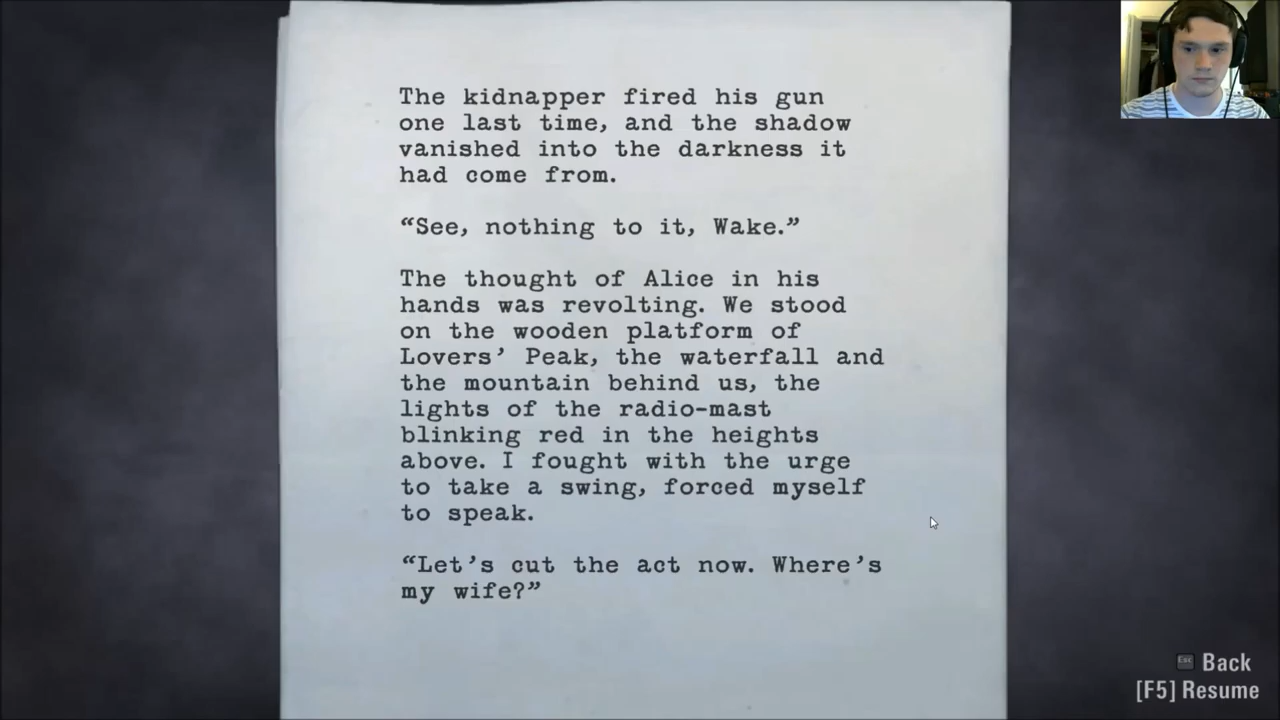 The kidnapper fired his gun
one last time, and the shadow
vanished into the darkness it
had come from.
“See, nothing to it, Wake.”
The thought of Alice in his
hands was revolting. We stood
on the wooden platform of
Lovers’ Peak, the waterfall and
the mountain behind us, the
lights of the radio-mast
blinking red in the heights
above. I fought with the urge
to take a swing, forced myself
to speak.
“Let’s cut the act now. Where’s
my wife?”
Esc Back
[F5] Resume